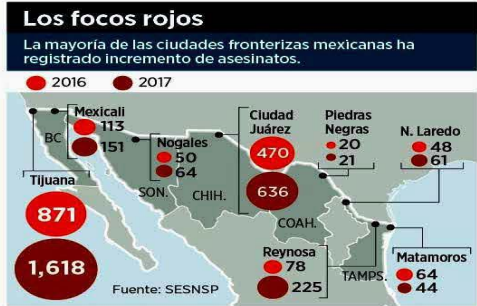 Los focos rojos
La mayoría de las ciudades fronterizas mexicanas ha
registrado incremento de asesinatos.
2016 2017
Mexicali
113
151
BC
Tijuana
871
1,618
Nogales
50
64
SON.
CHIH.
Ciudad
Juárez
470
636
COAH.
Piedras
Negras
20
21
N. Laredo
48
61
Reynosa
78
225
TAMPS.
Matamoros
64
44
Fuente: SESNSP